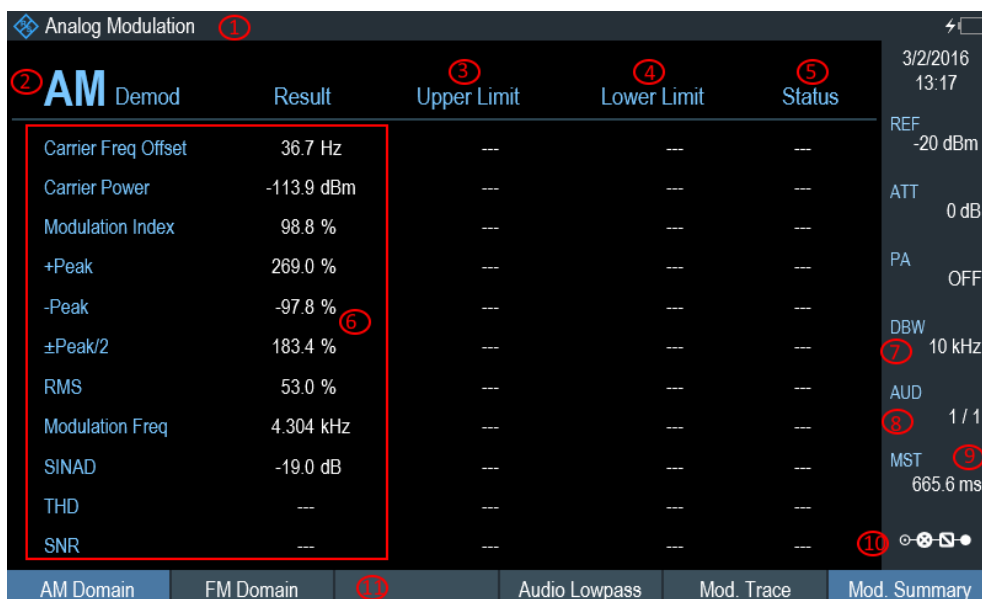 Analog Modulation 1
3/2/2016
13:17
2 AM Demod Result 3 Upper Limit 4 Lower Limit 5 Status
REF
-20 dBm
Carrier Freq Offset 36.7 Hz --- --- ---
Carrier Power -113.9 dBm --- --- ---
ATT
0 dB
Modulation Index 98.8 % --- --- ---
+Peak 269.0 % --- --- ---
PA
OFF
-Peak -97.8 % --- --- ---
6
±Peak/2 183.4 % --- --- ---
DBW
7 10 kHz
RMS 53.0 % --- --- ---
AUD
8 1 / 1
Modulation Freq 4.304 kHz --- --- ---
SINAD -19.0 dB --- --- ---
MST 9
665.6 ms
THD --- --- --- ---
SNR --- --- --- ---
10
AM Domain FM Domain 11 Audio Lowpass Mod. Trace Mod. Summary